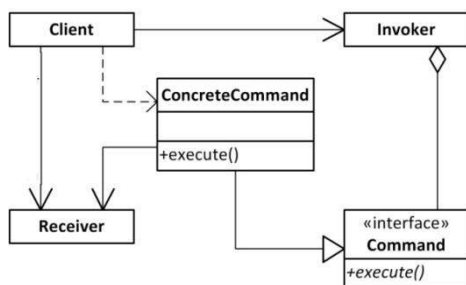 Client
Invoker
ConcreteCommand
+execute()
Receiver
«interface»
Command
+execute()